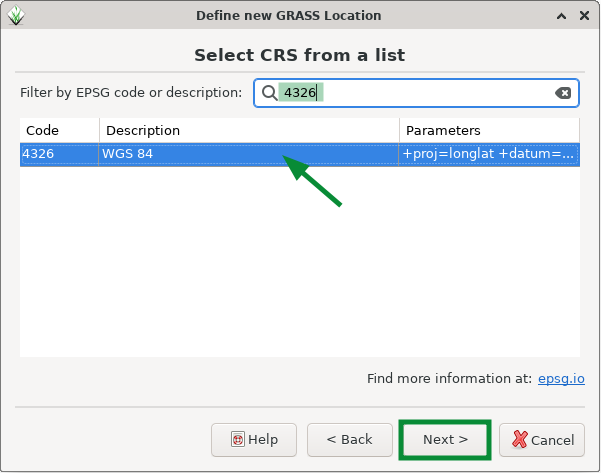 Define new GRASS Location
Select CRS from a list
Filter by EPSG code or description: 4326
Code Description Parameters
4326 WGS 84 +proj=longlat +datum=...
Find more information at: epsg.io
Help < Back Next > Cancel